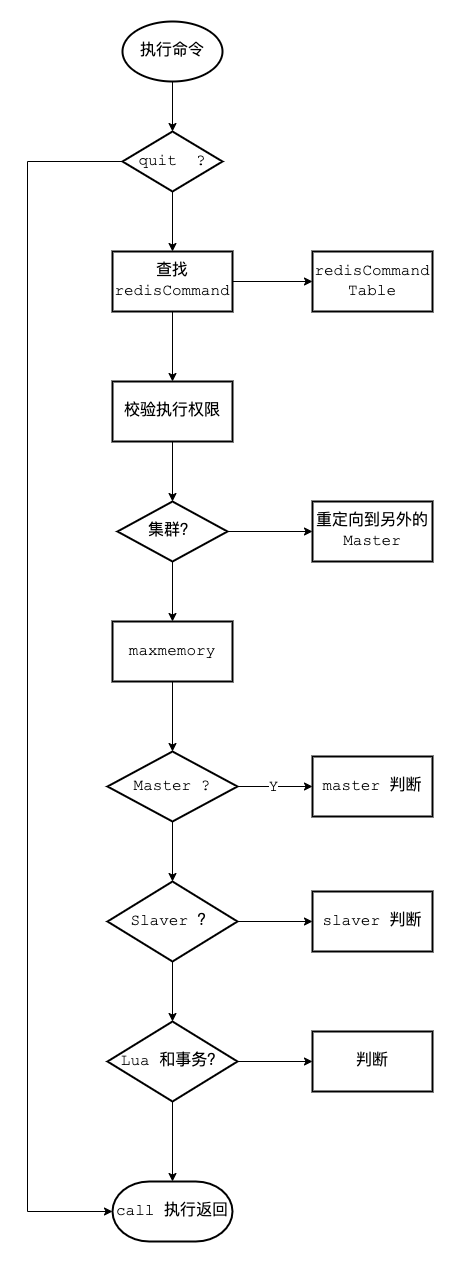 执行命令
quit ?
查找
redisCommand
redisCommand
Table
校验执行权限
集群?
重定向到另外的
Master
maxmemory
Master ?
Y
master 判断
Slaver ?
slaver 判断
Lua 和事务?
判断
call 执行返回